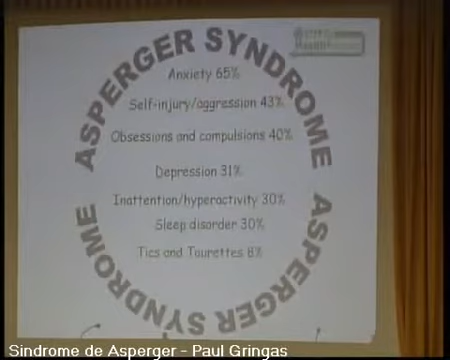 ASPERGER SYNDROME
Anxiety 65%
Self-injury/aggression 43%
Obsessions and compulsions 40%
Depression 31%
Inattention/hyperactivity 30%
Sleep disorder 30%
Tics and Tourettes 8%
ASPERGER SYNDROME
Sindrome de Asperger - Paul Gringas